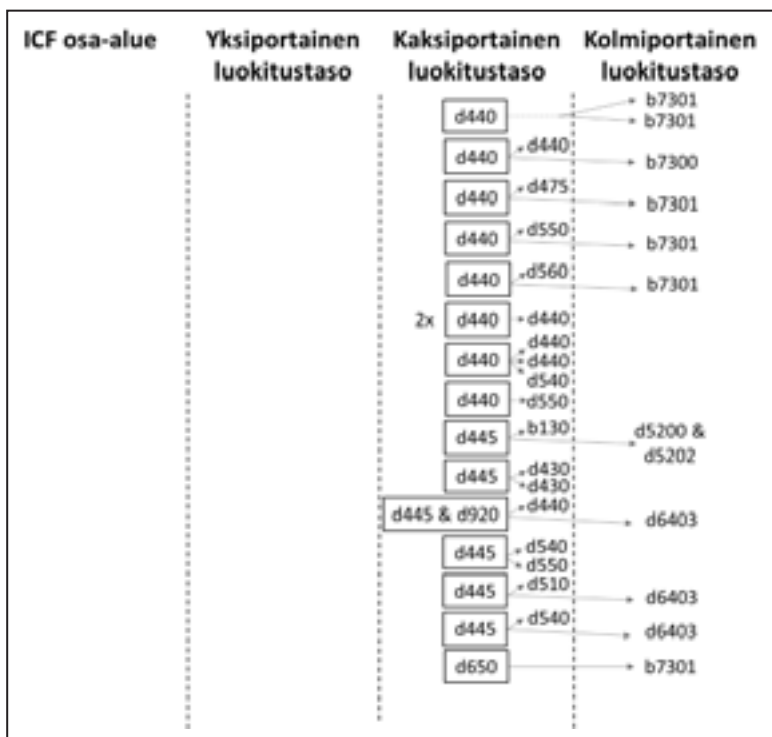 ICF osa-alue
Yksiportainen
luokitustaso
Kaksiportainen
luokitustaso
Kolmiportainen
luokitustaso
d440
b7301
b7301
d440
d440
b7300
d440
d475
b7301
d440
d550
b7301
d440
d560
b7301
2x
d440
d440
d440
d440
d440
d540
d440
d550
d445
b130
d5200 &
d5202
d445
d430
d430
d445 & d920
d440
d6403
d445
d540
d550
d445
d510
d6403
d445
d540
d6403
d650
b7301